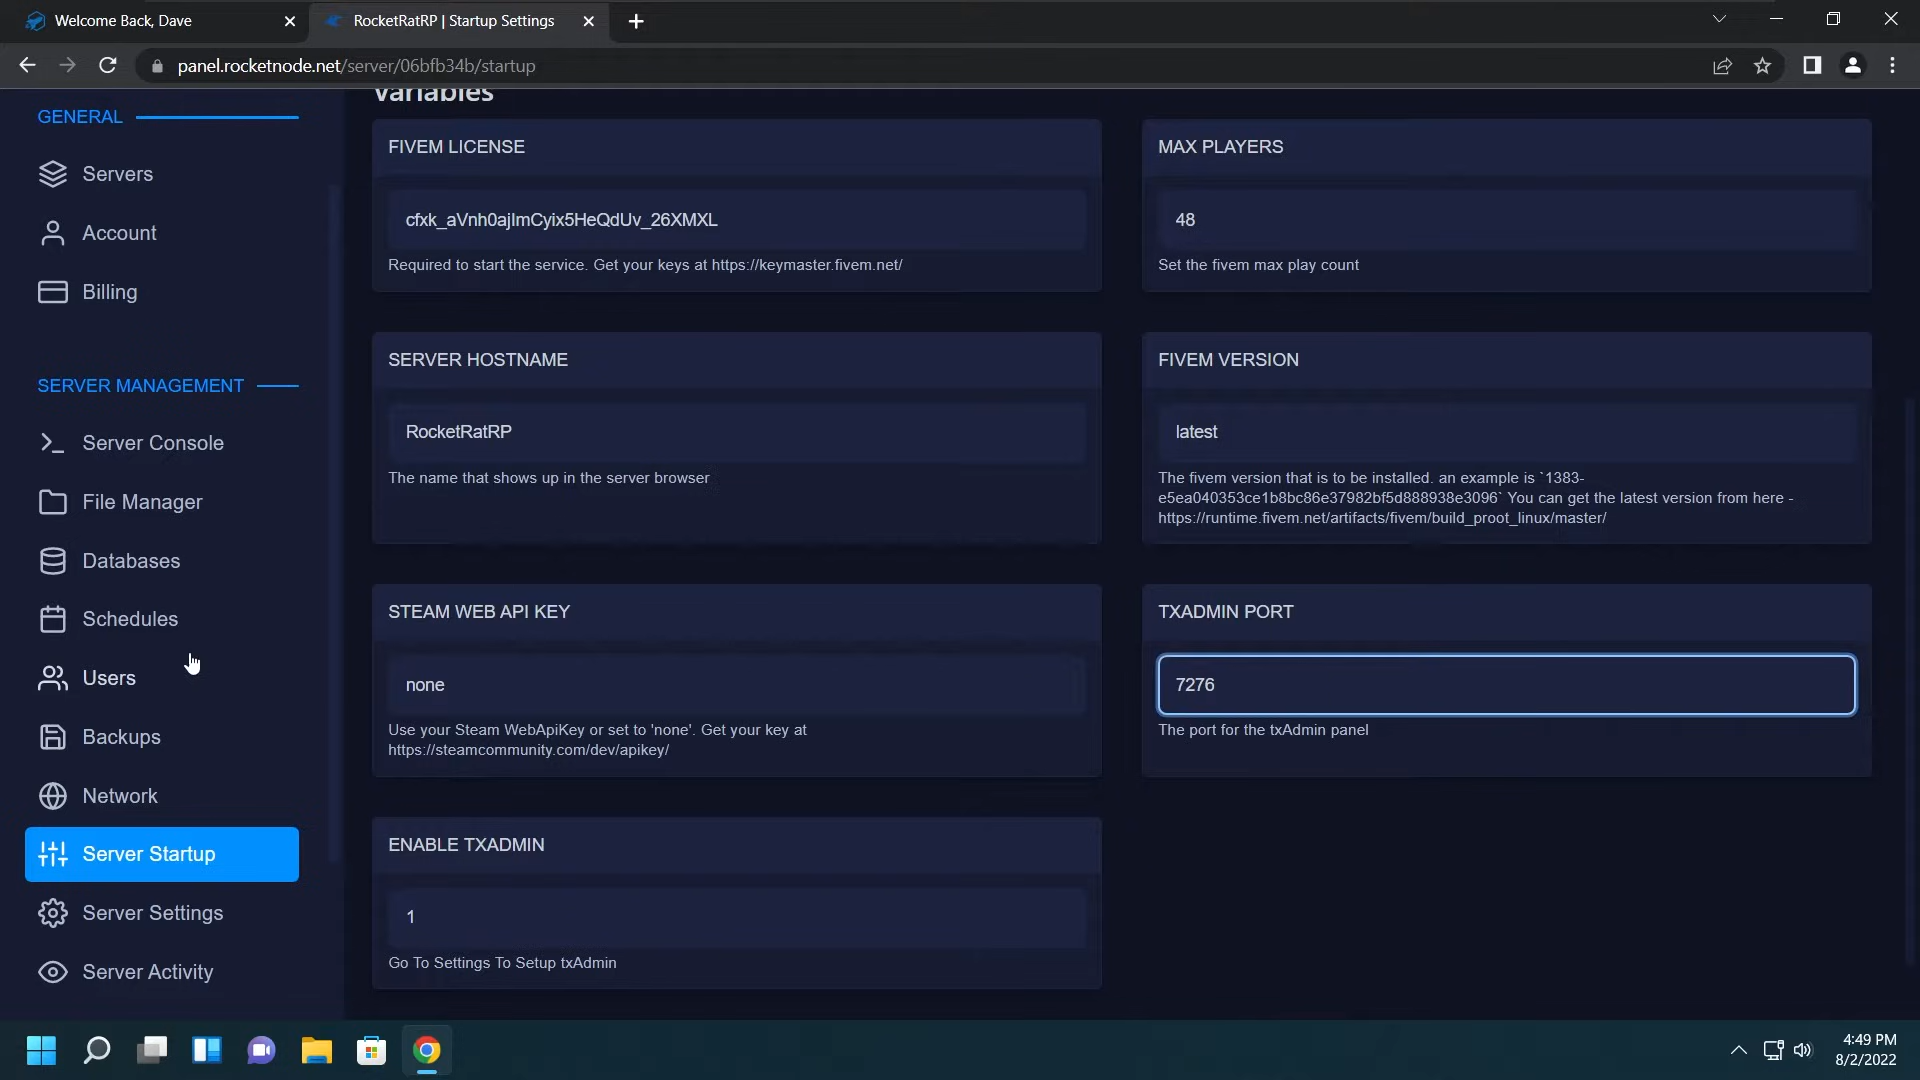 Welcome Back, Dave
RocketRatRP | Startup Settings
panel.rocketnode.net/server/06bfb34b/startup
GENERAL
Servers
Account
Billing
SERVER MANAGEMENT
Server Console
File Manager
Databases
Schedules
Users
Backups
Network
Server Startup
Server Settings
Server Activity
Variables
FIVEM LICENSE
cfxk_aVnh0ajlmCyix5HeQdUv_26XMXL
Required to start the service. Get your keys at https://keymaster.fivem.net/
MAX PLAYERS
48
Set the fivem max play count
SERVER HOSTNAME
RocketRatRP
The name that shows up in the server browser
FIVEM VERSION
latest
The fivem version that is to be installed. an example is `1383-
e5ea040353ce1b8bc86e37982bf5d888938e3096` You can get the latest version from here -
https://runtime.fivem.net/artifacts/fivem/build_proot_linux/master/
STEAM WEB API KEY
none
Use your Steam WebApiKey or set to 'none'. Get your key at
https://steamcommunity.com/dev/apikey/
TXADMIN PORT
7276
The port for the txAdmin panel
ENABLE TXADMIN
1
Go To Settings To Setup txAdmin
4:49 PM
8/2/2022